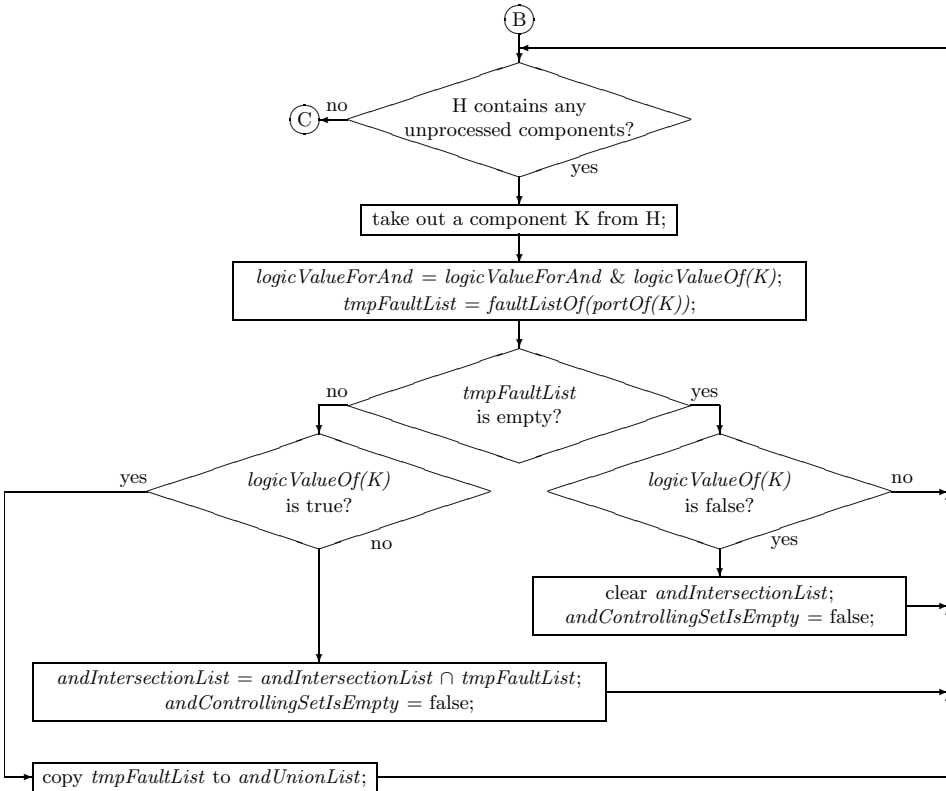 B
H contains any
unprocessed components?
no
C
yes
take out a component K from H;
logicValueForAnd = logicValueForAnd & logicValueOf(K);
tmpFaultList = faultListOf(portOf(K));
tmpFaultList
is empty?
no
yes
logicValueOf(K)
is true?
yes
no
logicValueOf(K)
is false?
no
yes
clear andIntersectionList;
andControllingSetIsEmpty = false;
andIntersectionList = andIntersectionList ∩ tmpFaultList;
andControllingSetIsEmpty = false;
copy tmpFaultList to andUnionList;